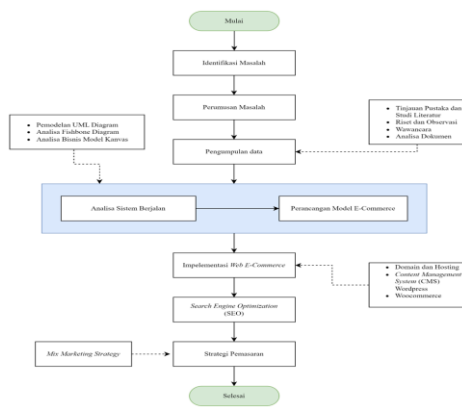 Mulai
Identifikasi Masalah
Perumusan Masalah
• Tinjauan Pustaka dan
Studi Literatur
• Riset dan Observasi
• Wawancara
• Analisa Dokumen
• Pemodelan UML Diagram
• Analisa Fishbone Diagram
• Analisa Bisnis Model Kanvas
Pengumpulan data
Analisa Sistem Berjalan
Perancangan Model E-Commerce
Impelementasi Web E-Commerce
• Domain dan Hosting
• Content Management
System (CMS)
Wordpress
• Woocommerce
Search Engine Optimization
(SEO)
Mix Marketing Strategy
Strategi Pemasaran
Selesai